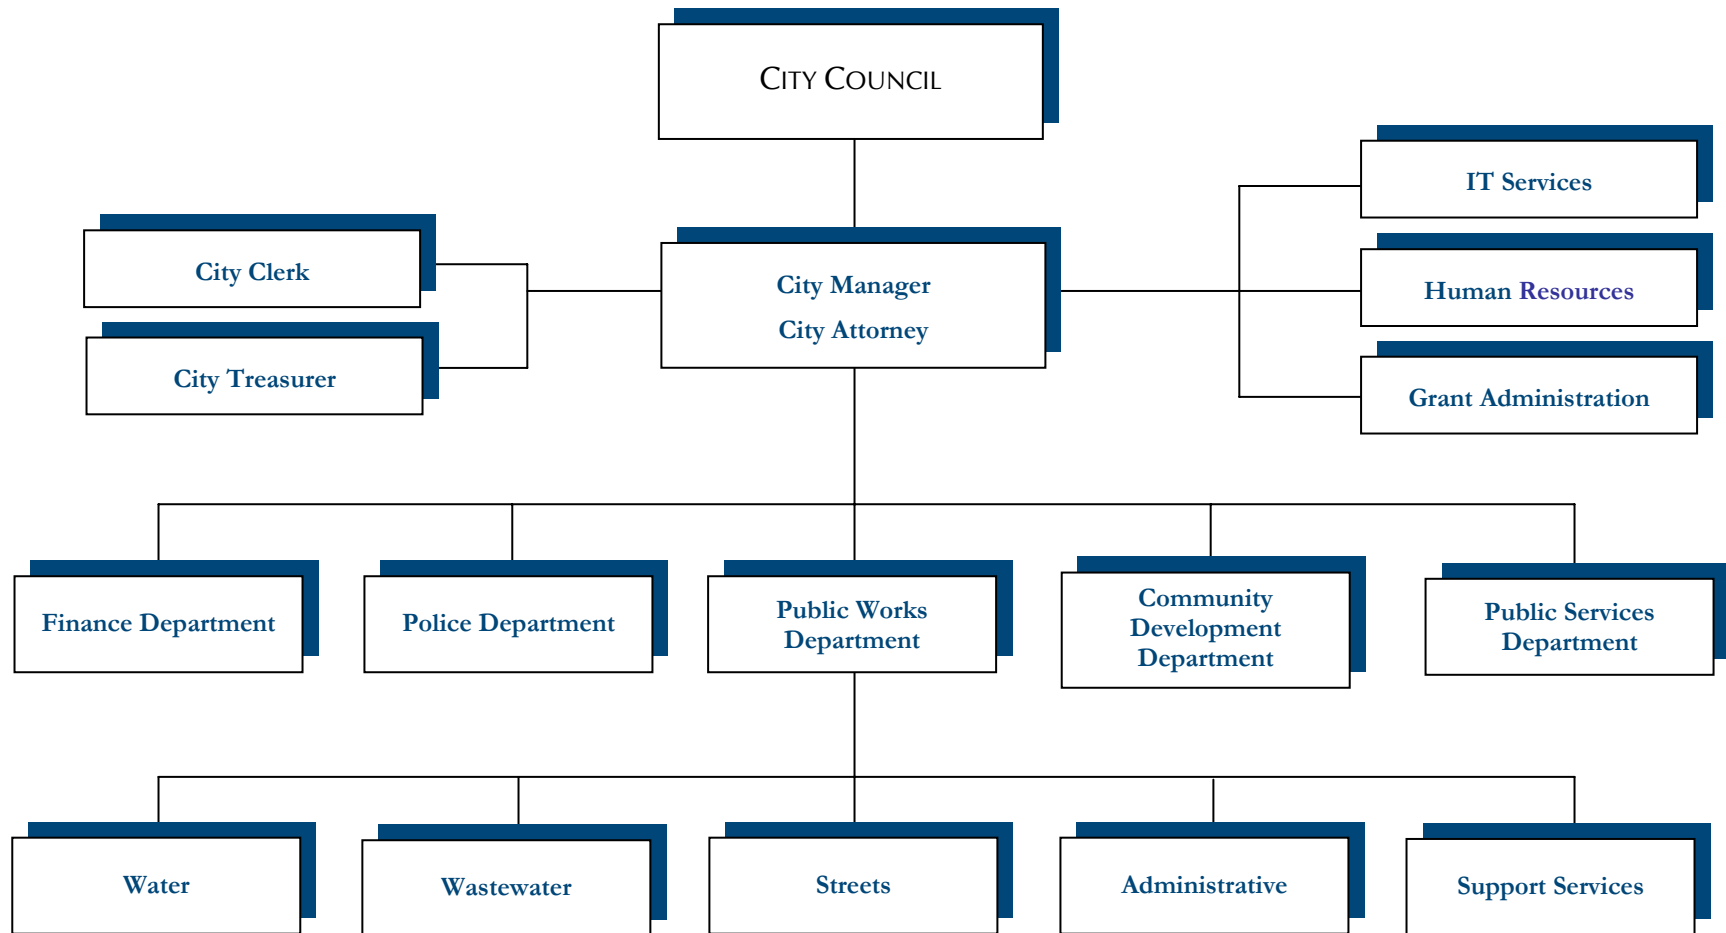 CITY COUNCIL
IT Services
City Clerk
City Manager
City Attorney
Human Resources
City Treasurer
Grant Administration
Finance Department
Police Department
Public Works
Department
Community
Development
Department
Public Services
Department
Water
Wastewater
Streets
Administrative
Support Services